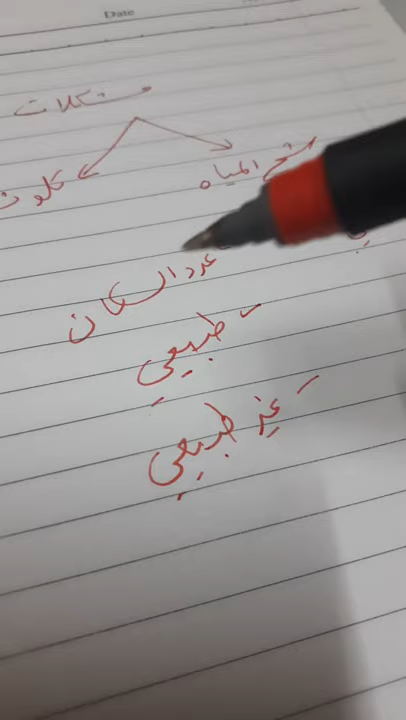 Date
مشكلات
شح المياه
عدد السكان
- طبيعي
- غير طبيعي